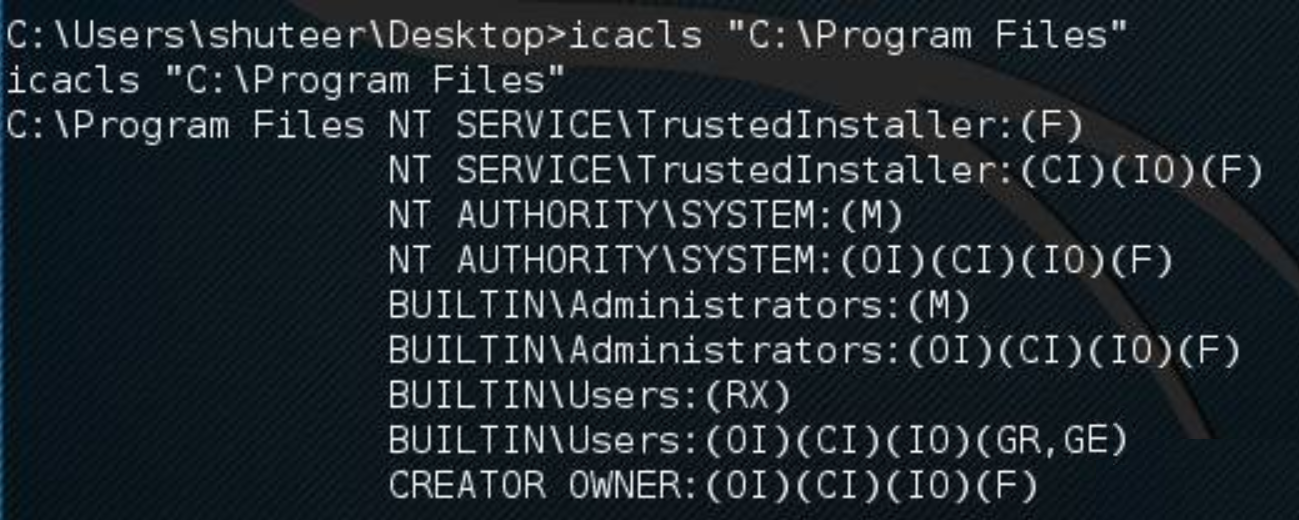 C:\Users\shuteer\Desktop>icacls "C:\Program Files"
icacls "C:\Program Files"
C:\Program Files NT SERVICE\TrustedInstaller:(F)
NT SERVICE\TrustedInstaller:(CI)(IO)(F)
NT AUTHORITY\SYSTEM:(M)
NT AUTHORITY\SYSTEM:(OI)(CI)(IO)(F)
BUILTIN\Administrators:(M)
BUILTIN\Administrators:(OI)(CI)(IO)(F)
BUILTIN\Users:(RX)
BUILTIN\Users:(OI)(CI)(IO)(GR,GE)
CREATOR OWNER:(OI)(CI)(IO)(F)